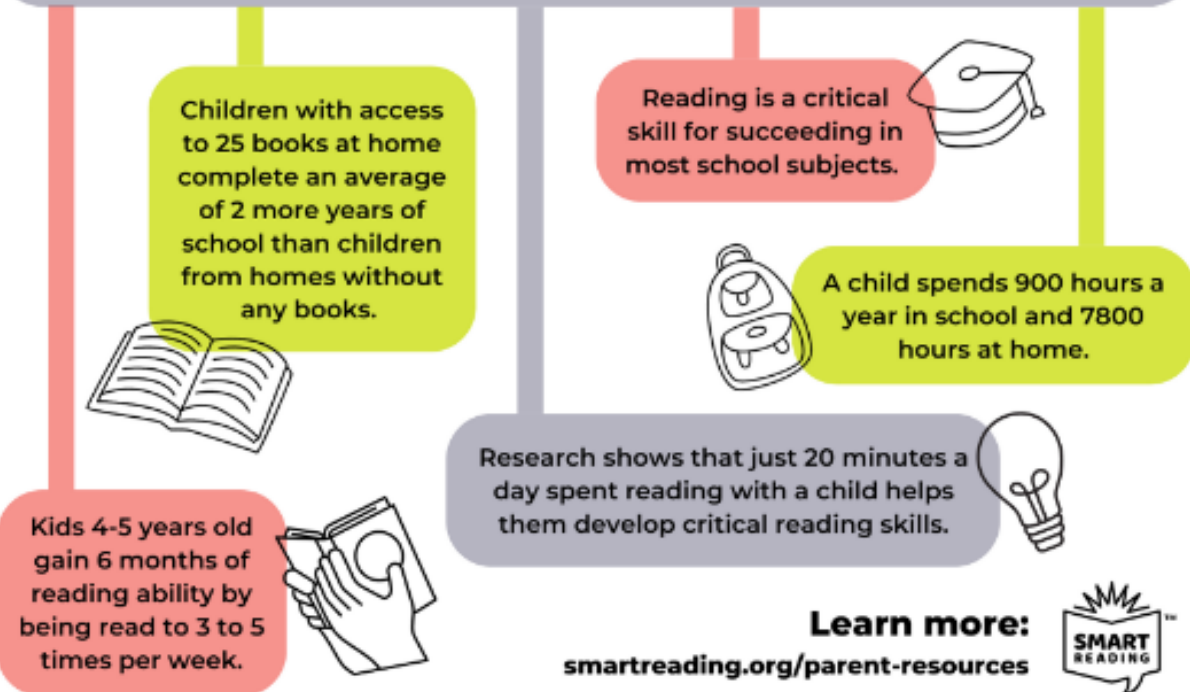 Children with access
to 25 books at home
complete an average
of 2 more years of
school than children
from homes without
any books.
Reading is a critical
skill for succeeding in
most school subjects.
A child spends 900 hours a
year in school and 7800
hours at home.
Research shows that just 20 minutes a
day spent reading with a child helps
them develop critical reading skills.
Kids 4-5 years old
gain 6 months of
reading ability by
being read to 3 to 5
times per week.
Learn more:
smartreading.org/parent-resources
SMART
READING
™